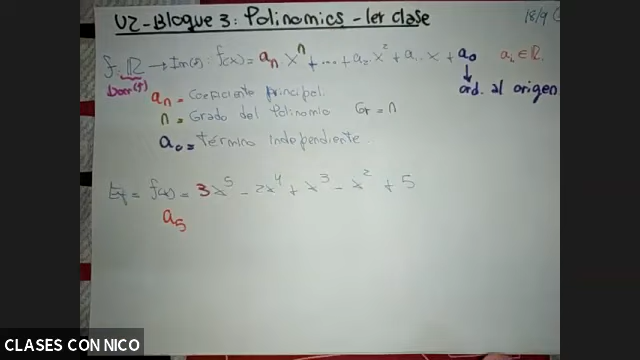 U2-Bloque 3: Polinomios - 1er clase
18/9
f: ℝ → Im(f): f(x) = aₙ·xⁿ + ... + a₂·x² + a₁·x + a₀ aᵢ ∈ ℝ.
Dom(f)
ord. al origen
aₙ = Coeficiente principal.
n = Grado del Polinomio Gr = n
a₀ = Término independiente.
Ej = f(x) = 3x⁵ - 2x⁴ + x³ - x² + 5
a₅
CLASES CON NICO